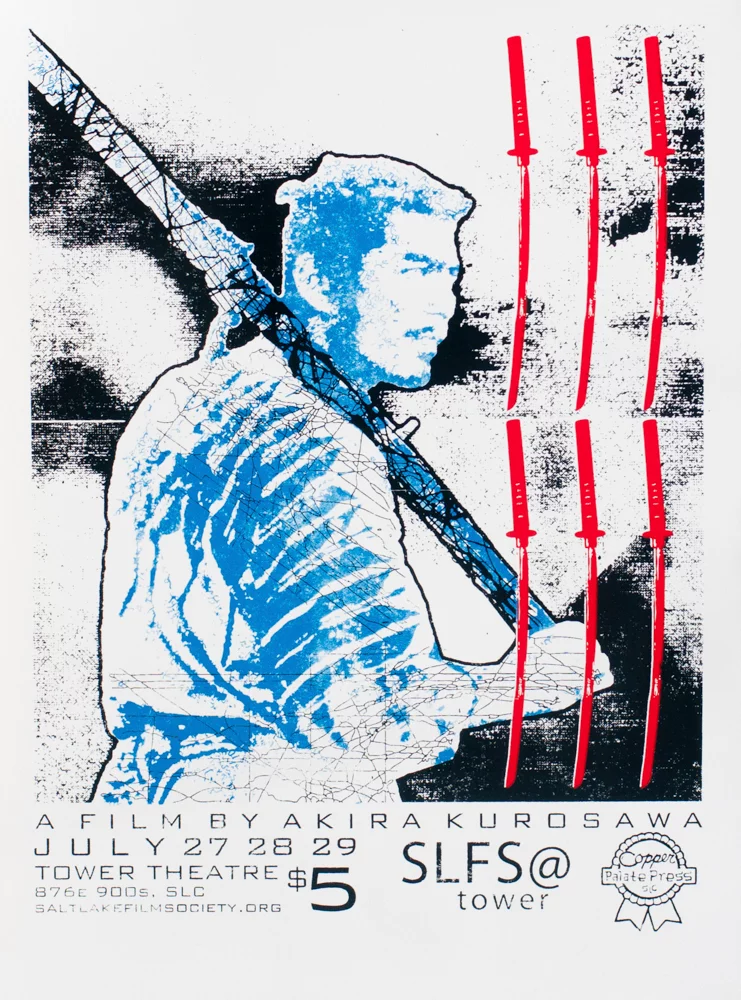 A FILM BY AKIRA KUROSAWA
JULY 27 28 29
TOWER THEATRE
876E 900S, SLC
SALTLAKEFILMSOCIETY.ORG
$5
SLFS@
tower
Copper
Palate Press
SLC